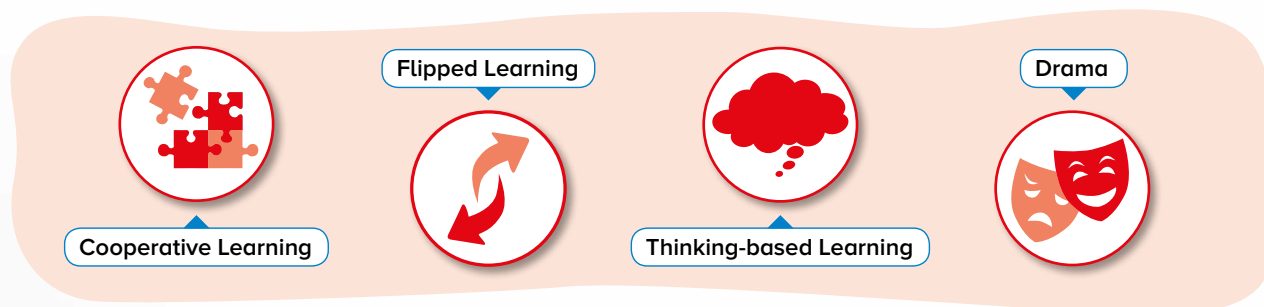 Cooperative Learning
Flipped Learning
Thinking-based Learning
Drama